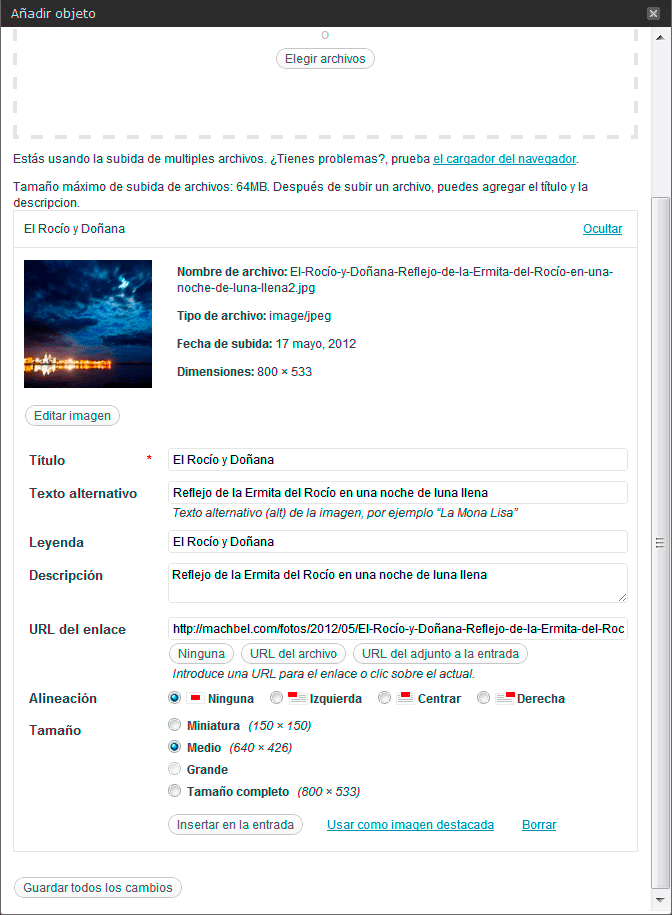 Añadir objeto
o
Elegir archivos
Estás usando la subida de multiples archivos. ¿Tienes problemas?, prueba el cargador del navegador.
Tamaño máximo de subida de archivos: 64MB. Después de subir un archivo, puedes agregar el título y la
descripcion.
El Rocío y Doñana Ocultar
Nombre de archivo: El-Rocío-y-Doñana-Reflejo-de-la-Ermita-del-Rocío-en-una-
noche-de-luna-llena2.jpg
Tipo de archivo: image/jpeg
Fecha de subida: 17 mayo, 2012
Dimensiones: 800 × 533
Editar imagen
Título * El Rocío y Doñana
Texto alternativo Reflejo de la Ermita del Rocío en una noche de luna llena
Texto alternativo (alt) de la imagen, por ejemplo “La Mona Lisa”
Leyenda El Rocío y Doñana
Descripción Reflejo de la Ermita del Rocío en una noche de luna llena
URL del enlace http://machbel.com/fotos/2012/05/El-Rocío-y-Doñana-Reflejo-de-la-Ermita-del-Roc
Ninguna URL del archivo URL del adjunto a la entrada
Introduce una URL para el enlace o clic sobre el actual.
Alineación Ninguna Izquierda Centrar Derecha
Tamaño Miniatura (150 × 150)
Medio (640 × 426)
Grande
Tamaño completo (800 × 533)
Insertar en la entrada Usar como imagen destacada Borrar
Guardar todos los cambios